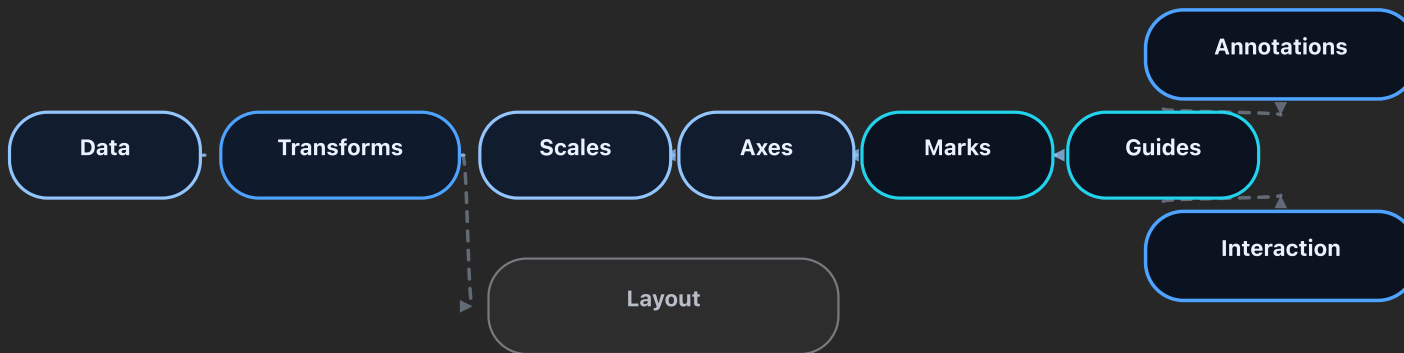 Annotations
Data
Transforms
Scales
Axes
Marks
Guides
Interaction
Layout